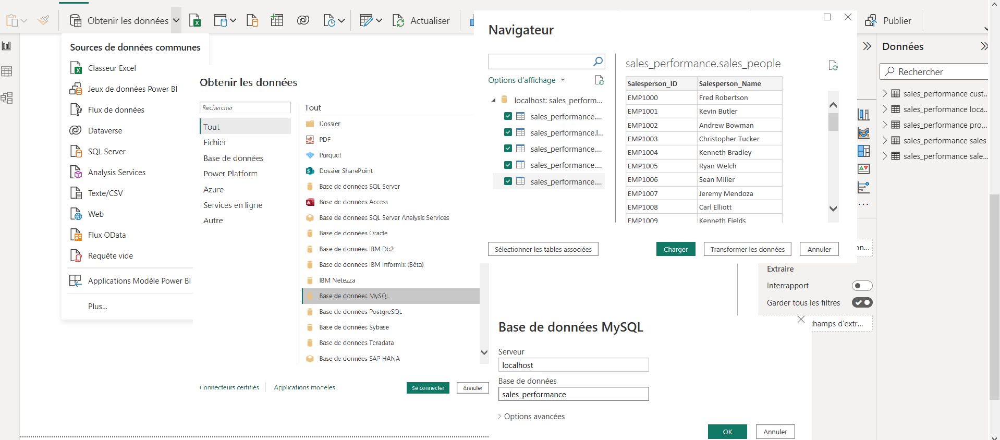 Obtenir les données
Actualiser
Publier
Sources de données communes
Classeur Excel
Jeux de données Power BI
Flux de données
Dataverse
SQL Server
Analysis Services
Texte/CSV
Web
Flux OData
Requête vide
Applications Modèle Power BI
Plus...
Obtenir les données
Rechercher
Tout
Fichier
Base de données
Power Platform
Azure
Services en ligne
Autre
Tout
Dossier
PDF
Parquet
Dossier SharePoint
Base de données SQL Server
Base de données Access
Base de données SQL Server Analysis Services
Base de données Oracle
Base de données IBM Db2
Base de données IBM Informix (Bêta)
IBM Netezza
Base de données MySQL
Base de données PostgreSQL
Base de données Sybase
Base de données Teradata
Base de données SAP HANA
Connecteurs certifiés
Applications modèles
Se connecter
Annuler
Navigateur
Options d'affichage
localhost: sales_perform...
sales_performance....
sales_performance.l...
sales_performance....
sales_performance....
sales_performance....
sales_performance.sales_people
Salesperson_ID Salesperson_Name
EMP1000 Fred Robertson
EMP1001 Kevin Butler
EMP1002 Andrew Bowman
EMP1003 Christopher Tucker
EMP1004 Kenneth Bradley
EMP1005 Ryan Welch
EMP1006 Sean Miller
EMP1007 Jeremy Mendoza
EMP1008 Carl Elliott
EMP1009 Kenneth Fields
Sélectionner les tables associées
Charger
Transformer les données
Annuler
on...
Extraire
Interrapport
Garder tous les filtres
champs d'extr...
Base de données MySQL
Serveur
localhost
Base de données
sales_performance
Options avancées
OK
Annuler
Données
Rechercher
sales_performance cust...
sales_performance loca...
sales_performance pro...
sales_performance sales
sales_performance sale...